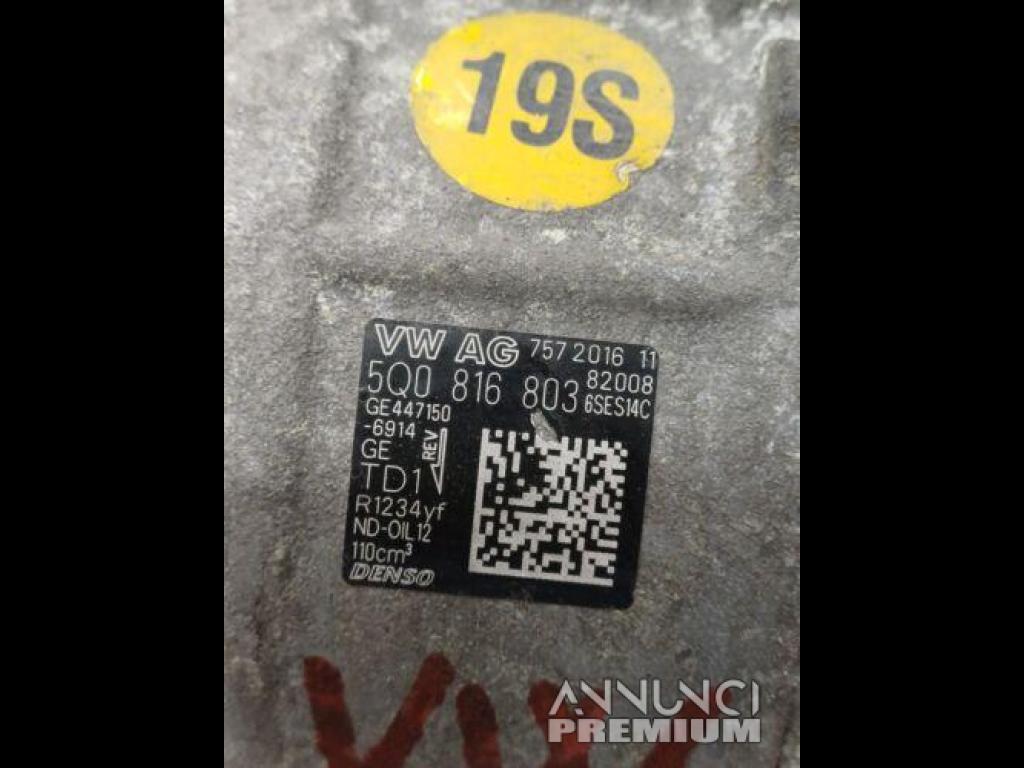 19S
VW AG 757 2016 11
5Q0 816 803 82008
6SES14C
GE447150
-6914
GE
REV
TD1
R1234yf
ND-OIL12
110cm³
DENSO
ANNUNCI
PREMIUM